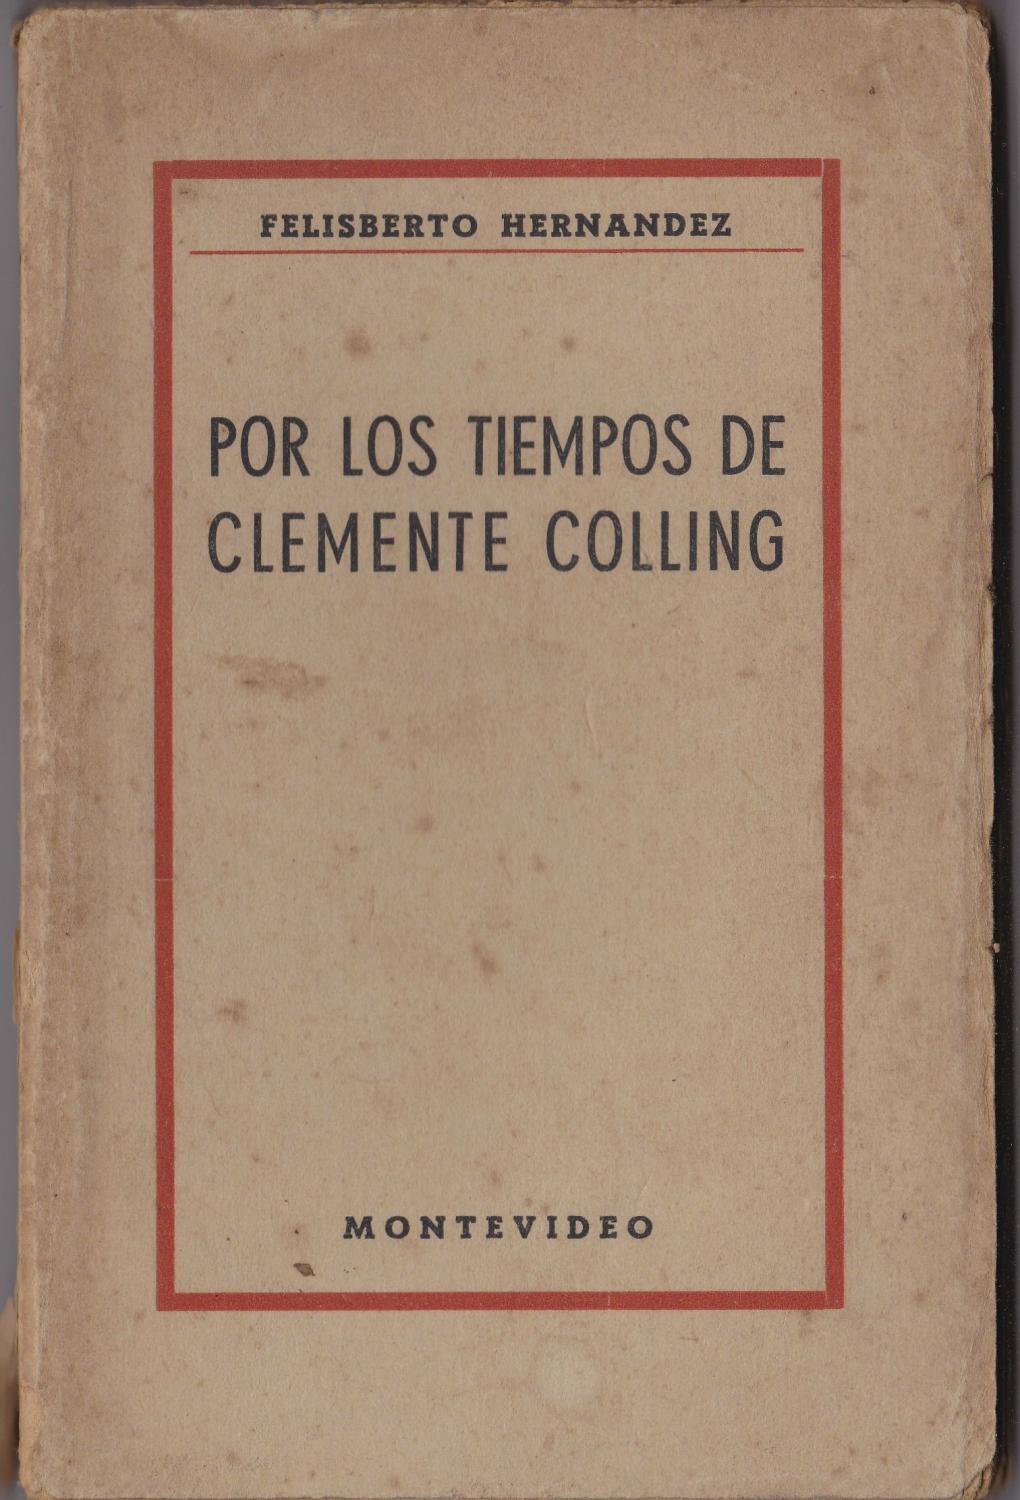 FELISBERTO HERNANDEZ
POR LOS TIEMPOS DE
CLEMENTE COLLING
MONTEVIDEO